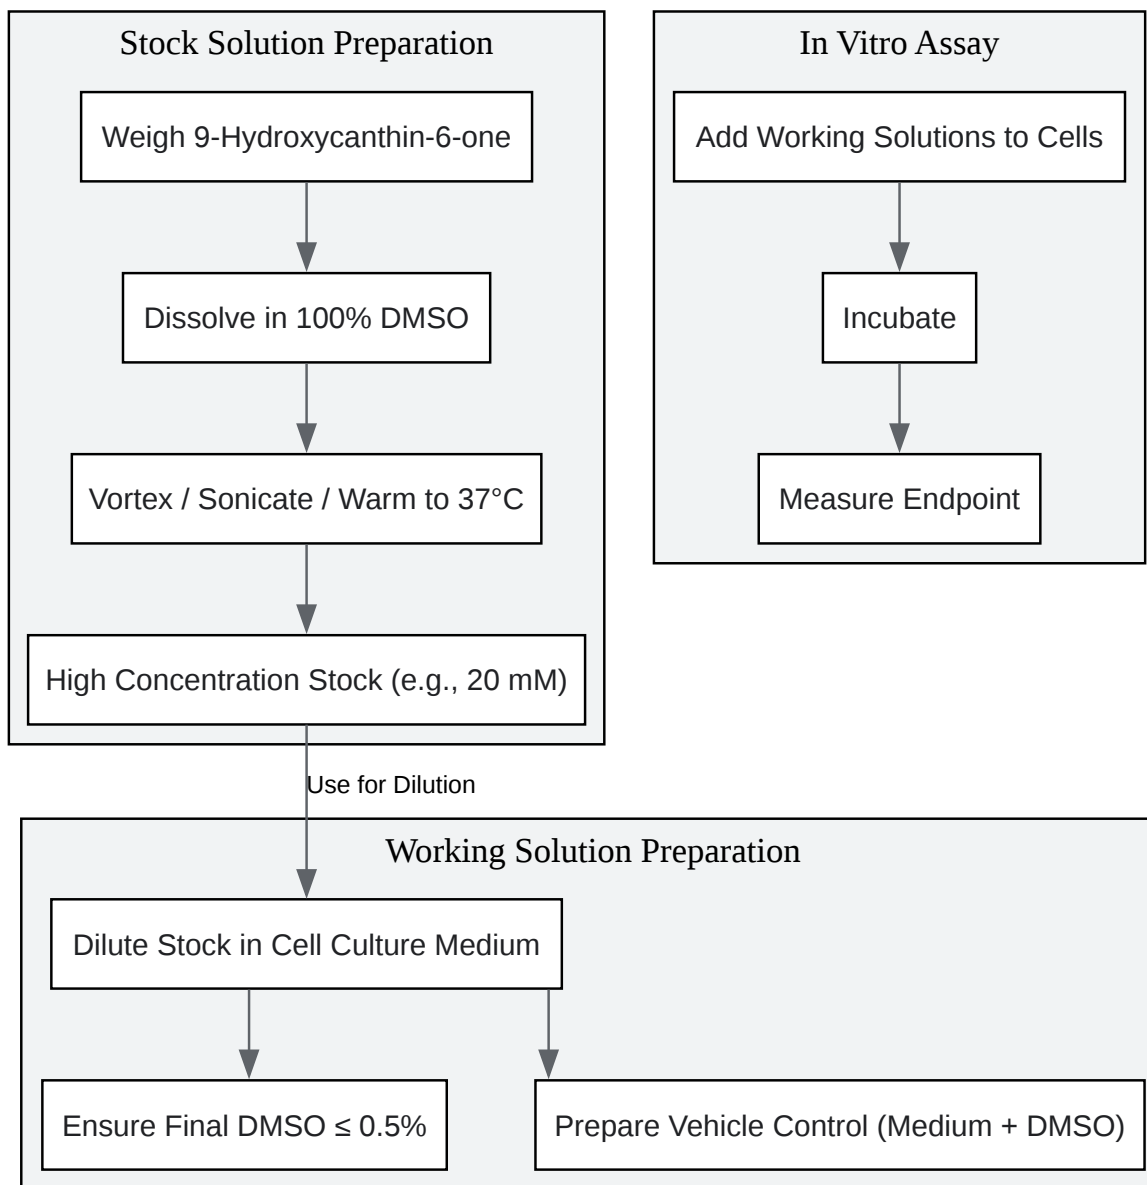 Stock Solution Preparation
Weigh 9-Hydroxycanthin-6-one
Dissolve in 100% DMSO
Vortex / Sonicate / Warm to 37°C
High Concentration Stock (e.g., 20 mM)
In Vitro Assay
Add Working Solutions to Cells
Incubate
Measure Endpoint
Use for Dilution
Working Solution Preparation
Dilute Stock in Cell Culture Medium
Ensure Final DMSO ≤ 0.5%
Prepare Vehicle Control (Medium + DMSO)